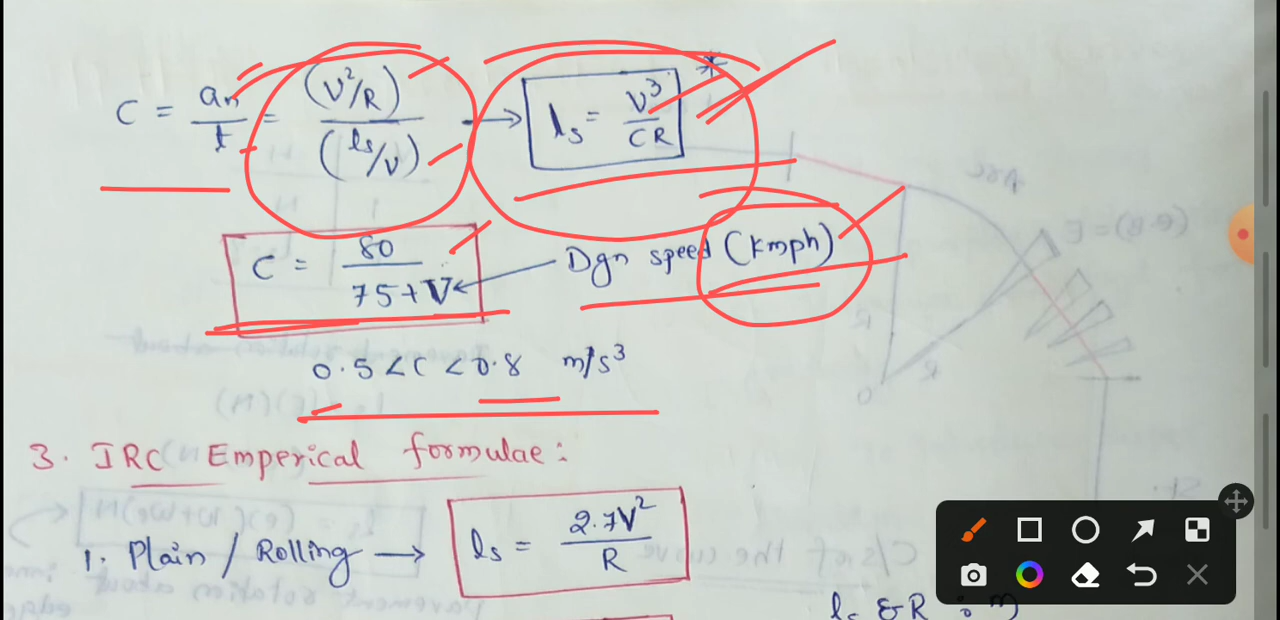 C = an/t = (V²/R)/(ls/v) → ls = V³/CR *
C = 80/75+V ← Dgn speed (kmph)
0.5 < C < 0.8 m/s³
3. IRC Emperical formulae :
1. Plain / Rolling → ls = 2.7V²/R
ls & R : m